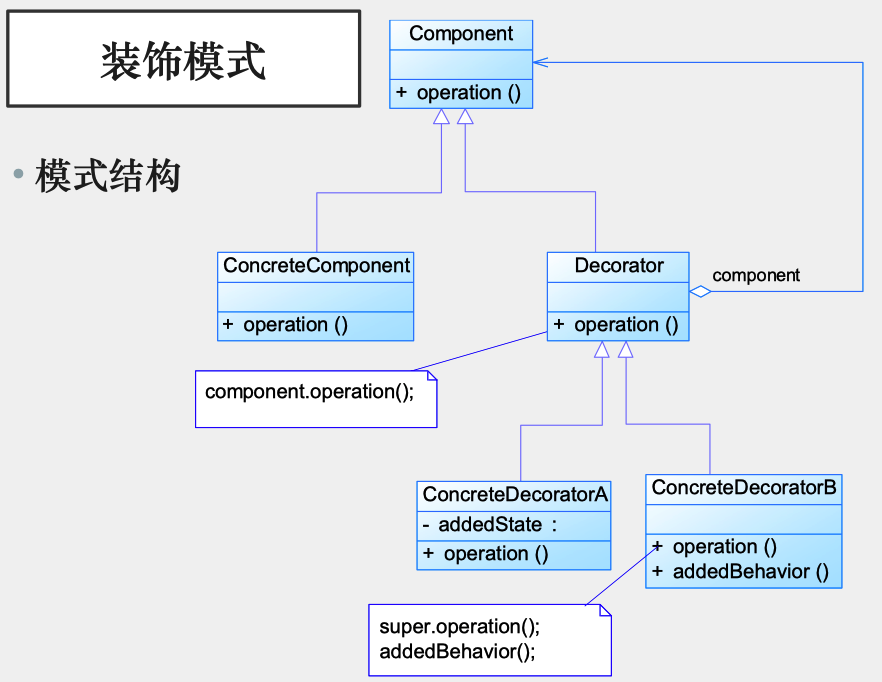 装饰模式
• 模式结构
Component
+ operation ()
ConcreteComponent
+ operation ()
Decorator
+ operation ()
component
component.operation();
ConcreteDecoratorA
- addedState :
+ operation ()
ConcreteDecoratorB
+ operation ()
+ addedBehavior ()
super.operation();
addedBehavior();